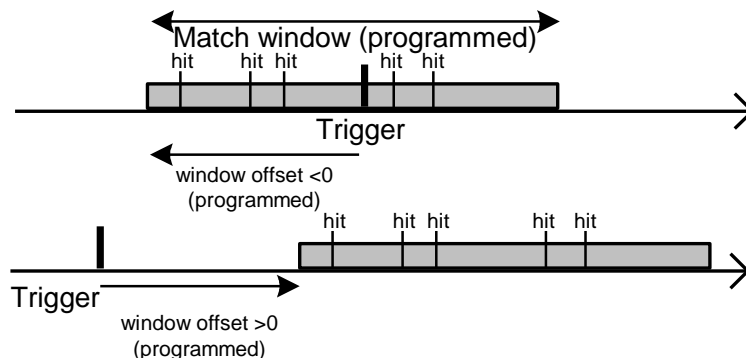 Match window (programmed)
hit hit hit hit hit
Trigger
window offset <0
(programmed)
hit hit hit hit hit
Trigger
window offset >0
(programmed)